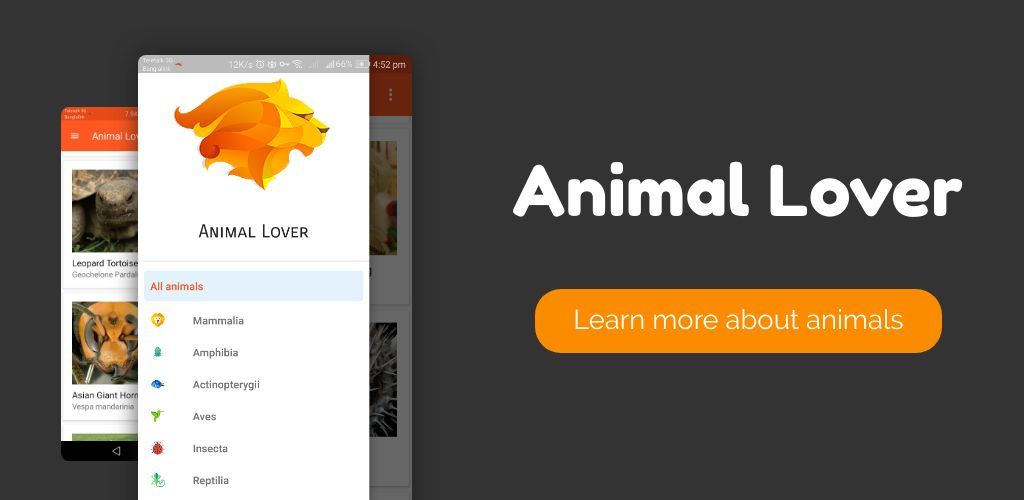 Teletalk 3G
Banglalink
12K/s
66%
4:52 pm
Teletalk 3G
Banglalink
7.9K
Animal Lov
Leopard Tortoise
Geochelone Pardal
Asian Giant Horn
Vespa mandarinia
ANIMAL LOVER
All animals
Mammalia
Amphibia
Actinopterygii
Aves
Insecta
Reptilia
Animal Lover
Learn more about animals